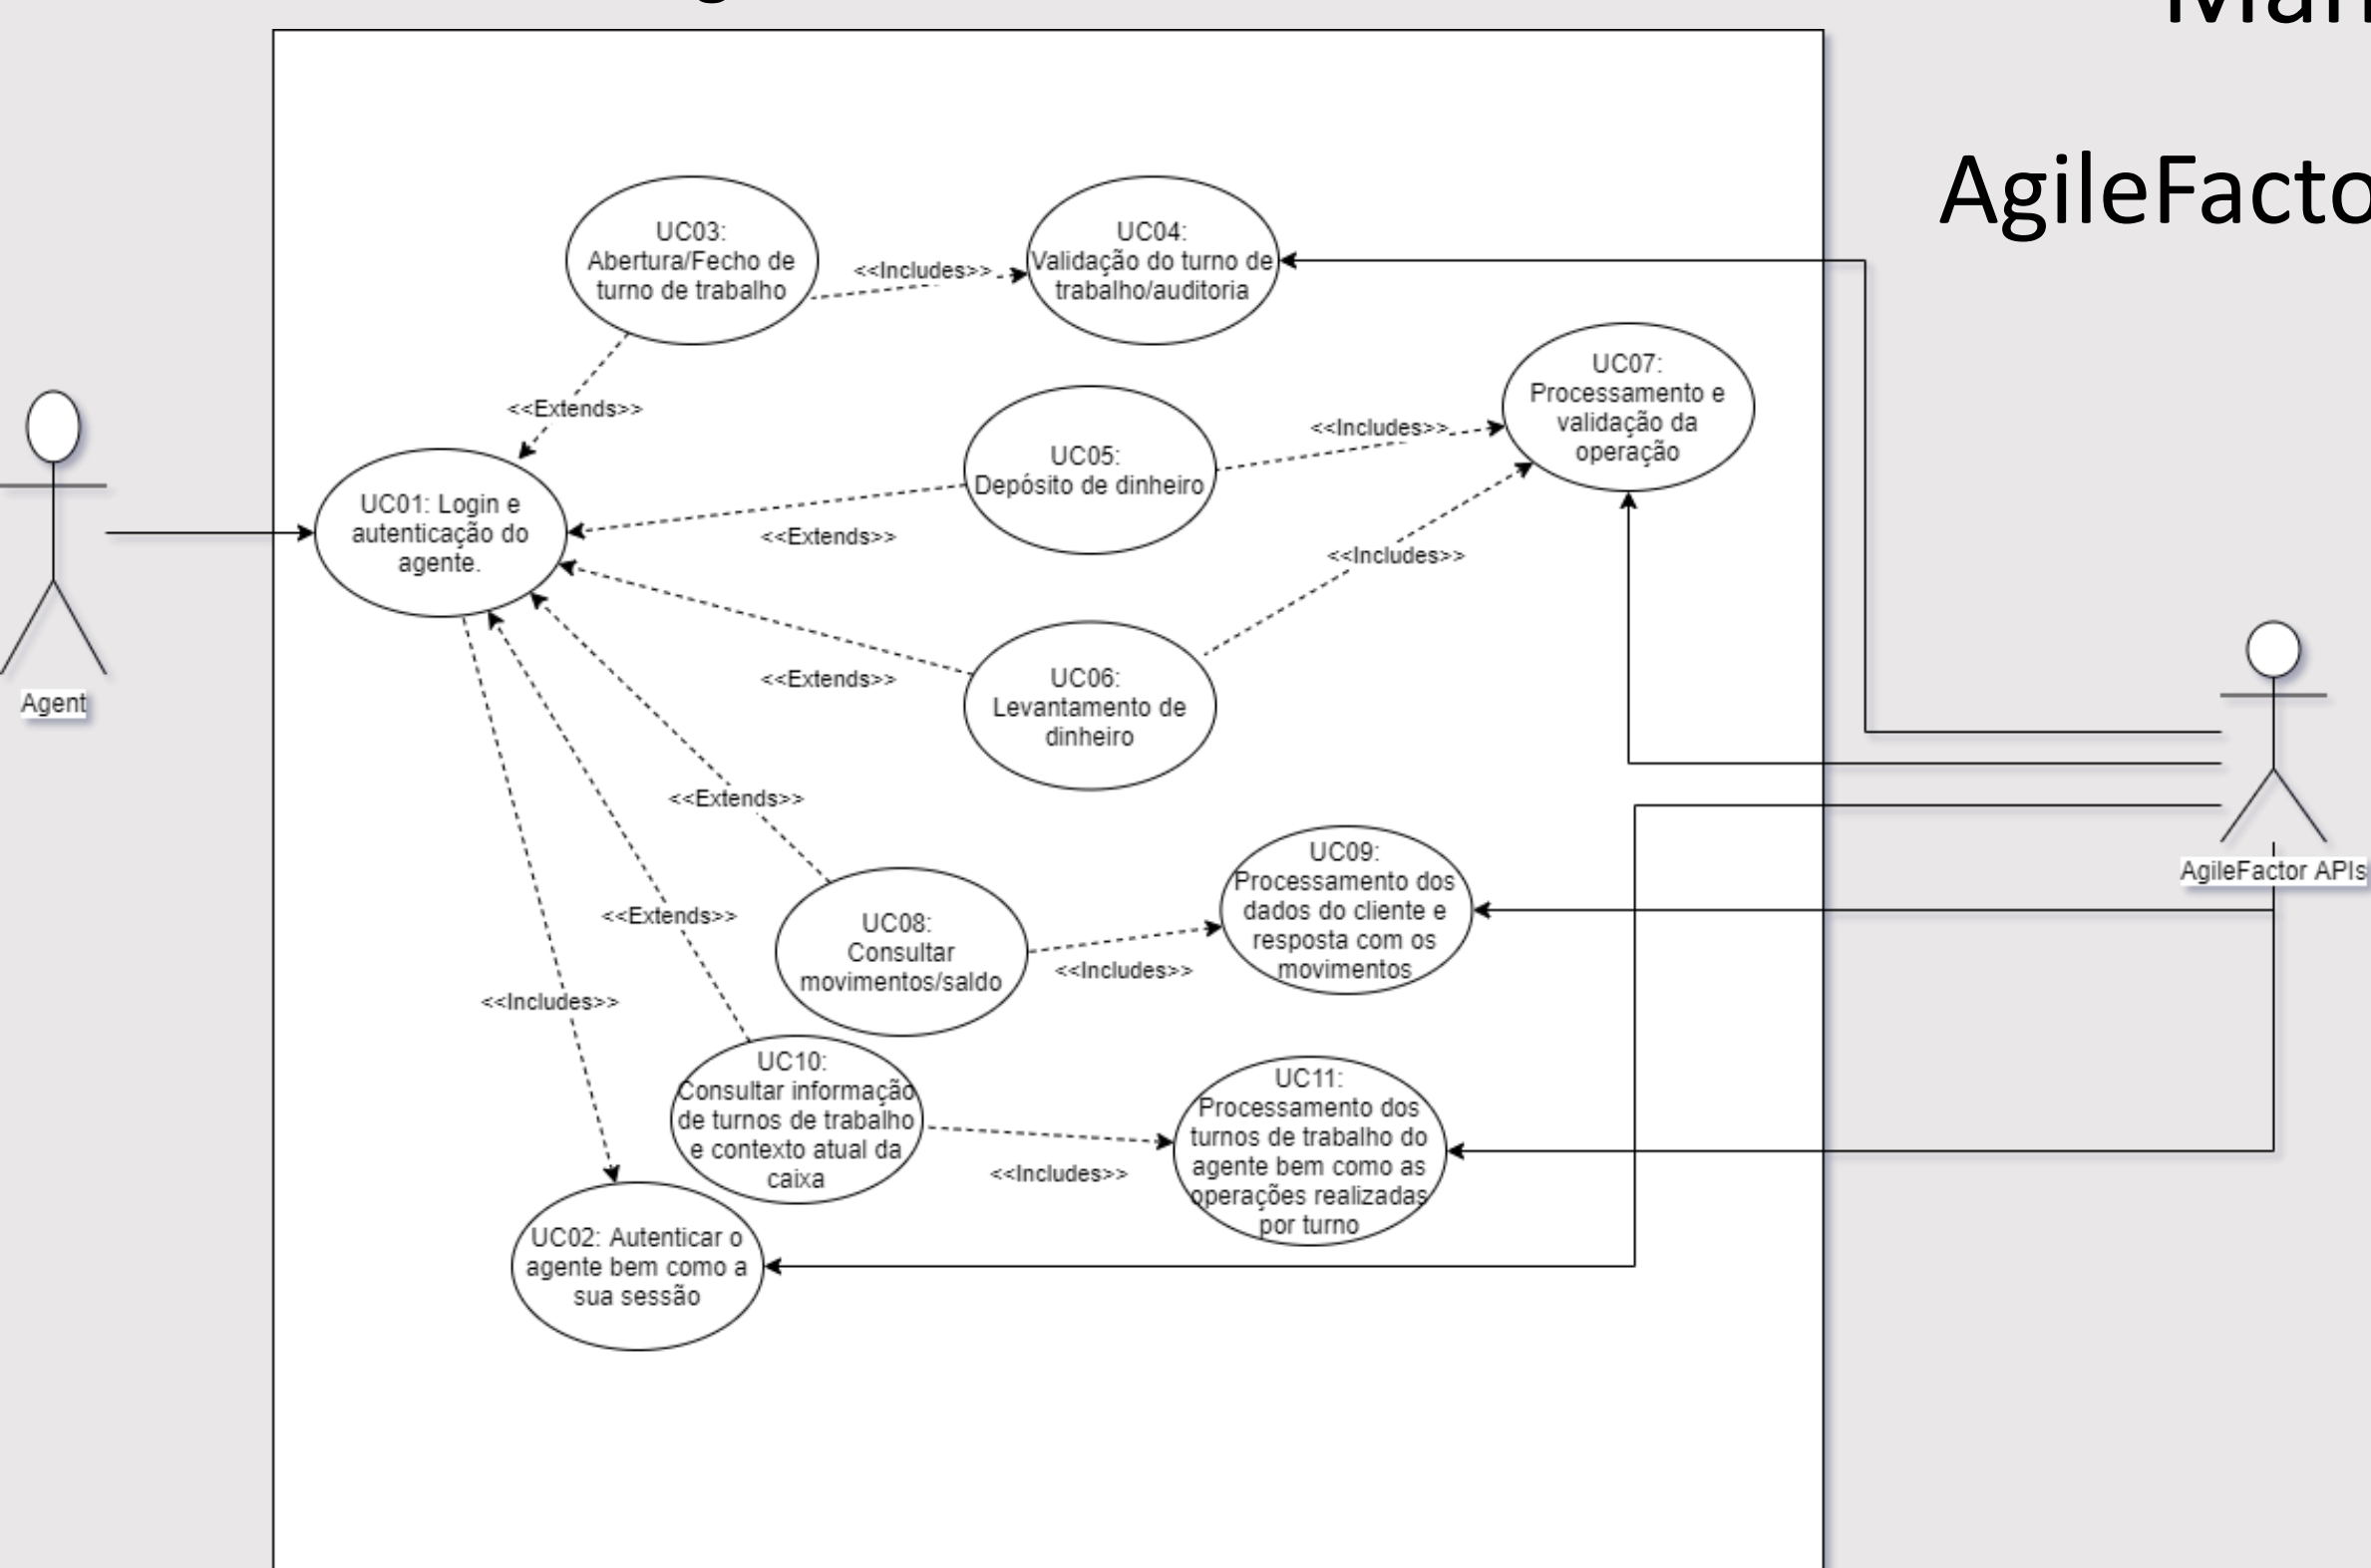 AgileFacto
UC03:
Abertura/Fecho de
turno de trabalho
<<Includes>>
UC04:
Validação do turno de
trabalho/auditoria
UC07:
Processamento e
validação da
operação
<<Extends>>
<<Includes>>
UC05:
Depósito de dinheiro
UC01: Login e
autenticação do
agente.
<<Extends>>
<<Includes>>
<<Extends>>
UC06:
Levantamento de
dinheiro
Agent
<<Extends>>
UC09:
Processamento dos
dados do cliente e
resposta com os
movimentos
AgileFactor APIs
<<Extends>>
UC08:
Consultar
movimentos/saldo
<<Includes>>
<<Includes>>
UC10:
Consultar informação
de turnos de trabalho
e contexto atual da
caixa
<<Includes>>
UC11:
Processamento dos
turnos de trabalho do
agente bem como as
operações realizadas
por turno
UC02: Autenticar o
agente bem como a
sua sessão